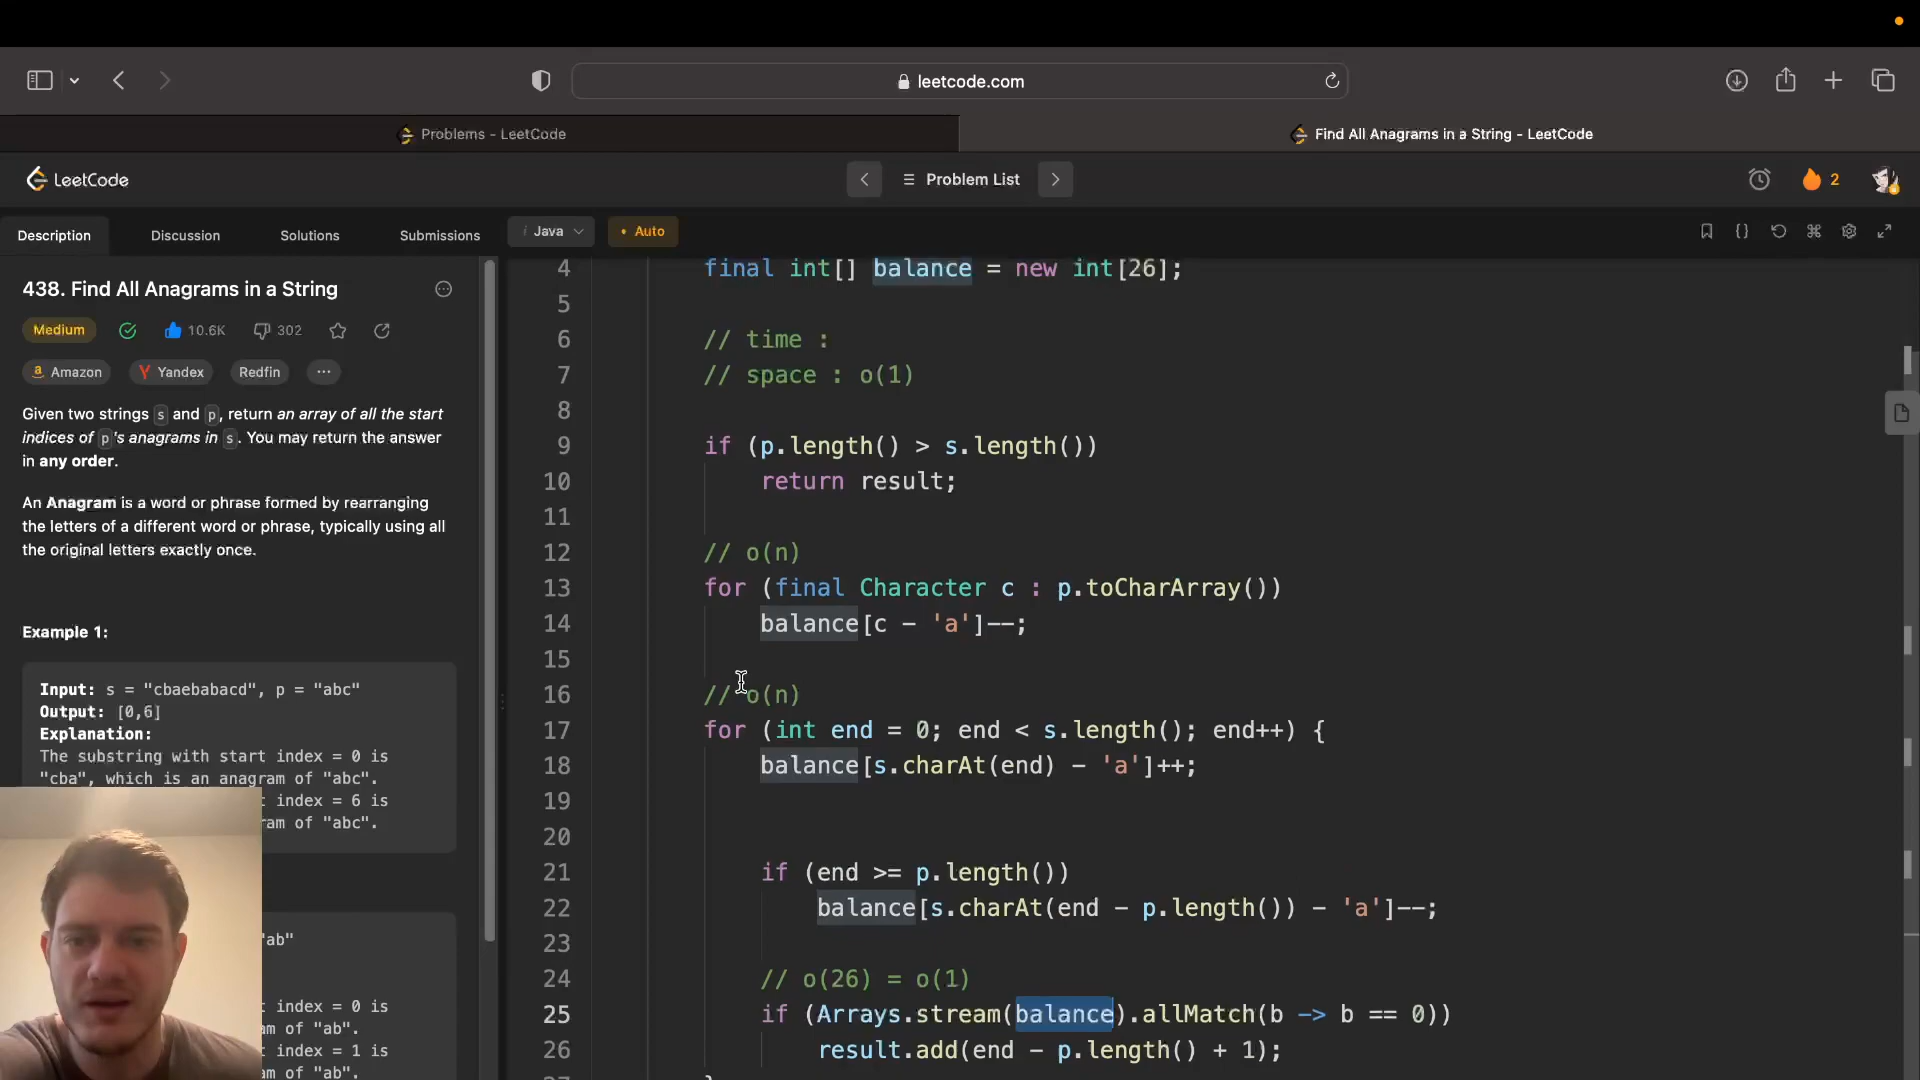 leetcode.com
Problems - LeetCode
Find All Anagrams in a String - LeetCode
LeetCode
Problem List
2
Description
Discussion
Solutions
Submissions
i Java
• Auto
438. Find All Anagrams in a String
Medium
10.6K
302
Amazon
Yandex
Redfin
...
Given two strings s and p, return an array of all the start
indices of p's anagrams in s. You may return the answer
in any order.
An Anagram is a word or phrase formed by rearranging
the letters of a different word or phrase, typically using all
the original letters exactly once.
Example 1:
Input: s = "cbaebabacd", p = "abc"
Output: [0,6]
Explanation:
The substring with start index = 0 is
"cba", which is an anagram of "abc".
t index = 6 is
ram of "abc".
"ab"
t index = 0 is
am of "ab".
t index = 1 is
am of "ab".
4 final int[] balance = new int[26];
5
6 // time :
7 // space : o(1)
8
9 if (p.length() > s.length())
10 return result;
11
12 // o(n)
13 for (final Character c : p.toCharArray())
14 balance[c - 'a']--;
15
16 // o(n)
17 for (int end = 0; end < s.length(); end++) {
18 balance[s.charAt(end) - 'a']++;
19
20
21 if (end >= p.length())
22 balance[s.charAt(end - p.length()) - 'a']--;
23
24 // o(26) = o(1)
25 if (Arrays.stream(balance).allMatch(b -> b == 0))
26 result.add(end - p.length() + 1);